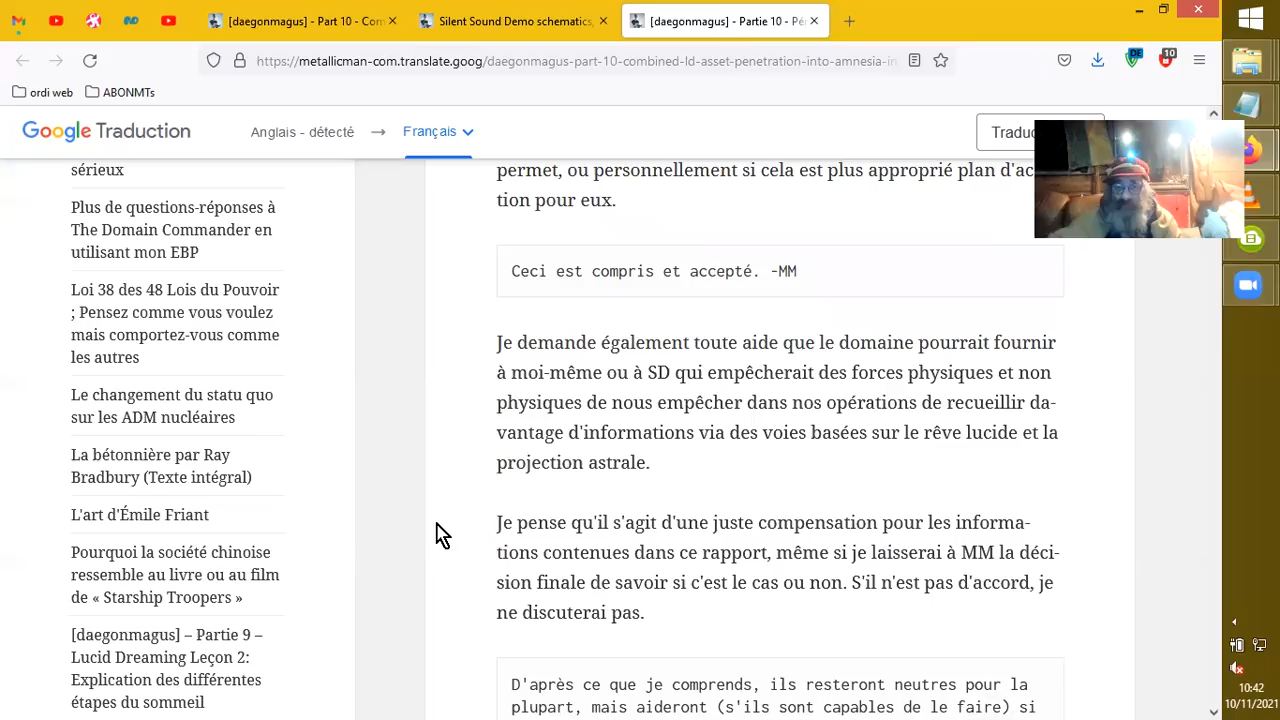 [daegonmagus] - Part 10 - Con
Silent Sound Demo schematics,
[daegonmagus] - Partie 10 - Pé
https://metallicman-com.translate.goog/daegonmagus-part-10-combined-ld-asset-penetration-into-amnesia-in
DE
10
ordi web
ABONMTs
Google Traduction
Anglais - détecté
Français
Tradu
sérieux
Plus de questions-réponses à
The Domain Commander en
utilisant mon EBP
Loi 38 des 48 Lois du Pouvoir
; Pensez comme vous voulez
mais comportez-vous comme
les autres
Le changement du statu quo
sur les ADM nucléaires
La bétonnière par Ray
Bradbury (Texte intégral)
L'art d'Émile Friant
Pourquoi la société chinoise
ressemble au livre ou au film
de « Starship Troopers »
[daegonmagus] – Partie 9 –
Lucid Dreaming Leçon 2:
Explication des différentes
étapes du sommeil
permet, ou personnellement si cela est plus approprié plan d'ac
tion pour eux.
Ceci est compris et accepté. -MM
Je demande également toute aide que le domaine pourrait fournir
à moi-même ou à SD qui empêcherait des forces physiques et non
physiques de nous empêcher dans nos opérations de recueillir da-
vantage d'informations via des voies basées sur le rêve lucide et la
projection astrale.
Je pense qu'il s'agit d'une juste compensation pour les informa-
tions contenues dans ce rapport, même si je laisserai à MM la déci-
sion finale de savoir si c'est le cas ou non. S'il n'est pas d'accord, je
ne discuterai pas.
D'après ce que je comprends, ils resteront neutres pour la
plupart, mais aideront (s'ils sont capables de le faire) si
10:42
10/11/2021